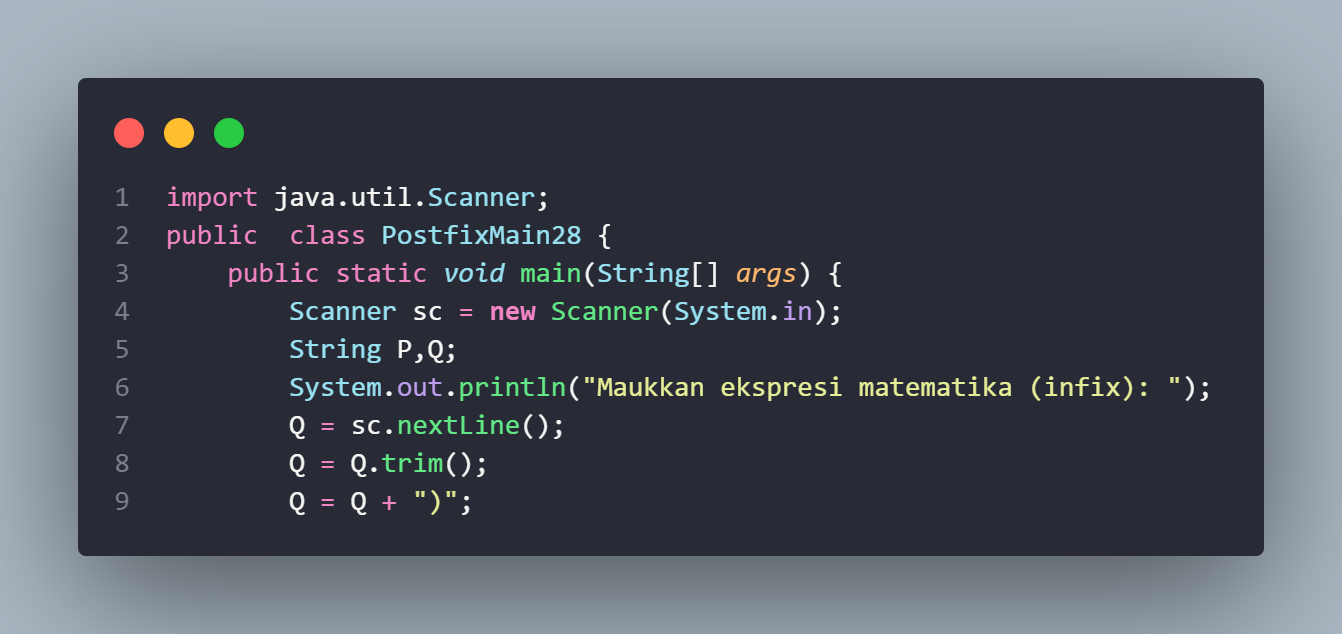 1 import java.util.Scanner;
2 public  class PostfixMain28 {
3     public static void main(String[] args) {
4         Scanner sc = new Scanner(System.in);
5         String P,Q;
6         System.out.println("Maukkan ekspresi matematika (infix): ");
7         Q = sc.nextLine();
8         Q = Q.trim();
9         Q = Q + ")";